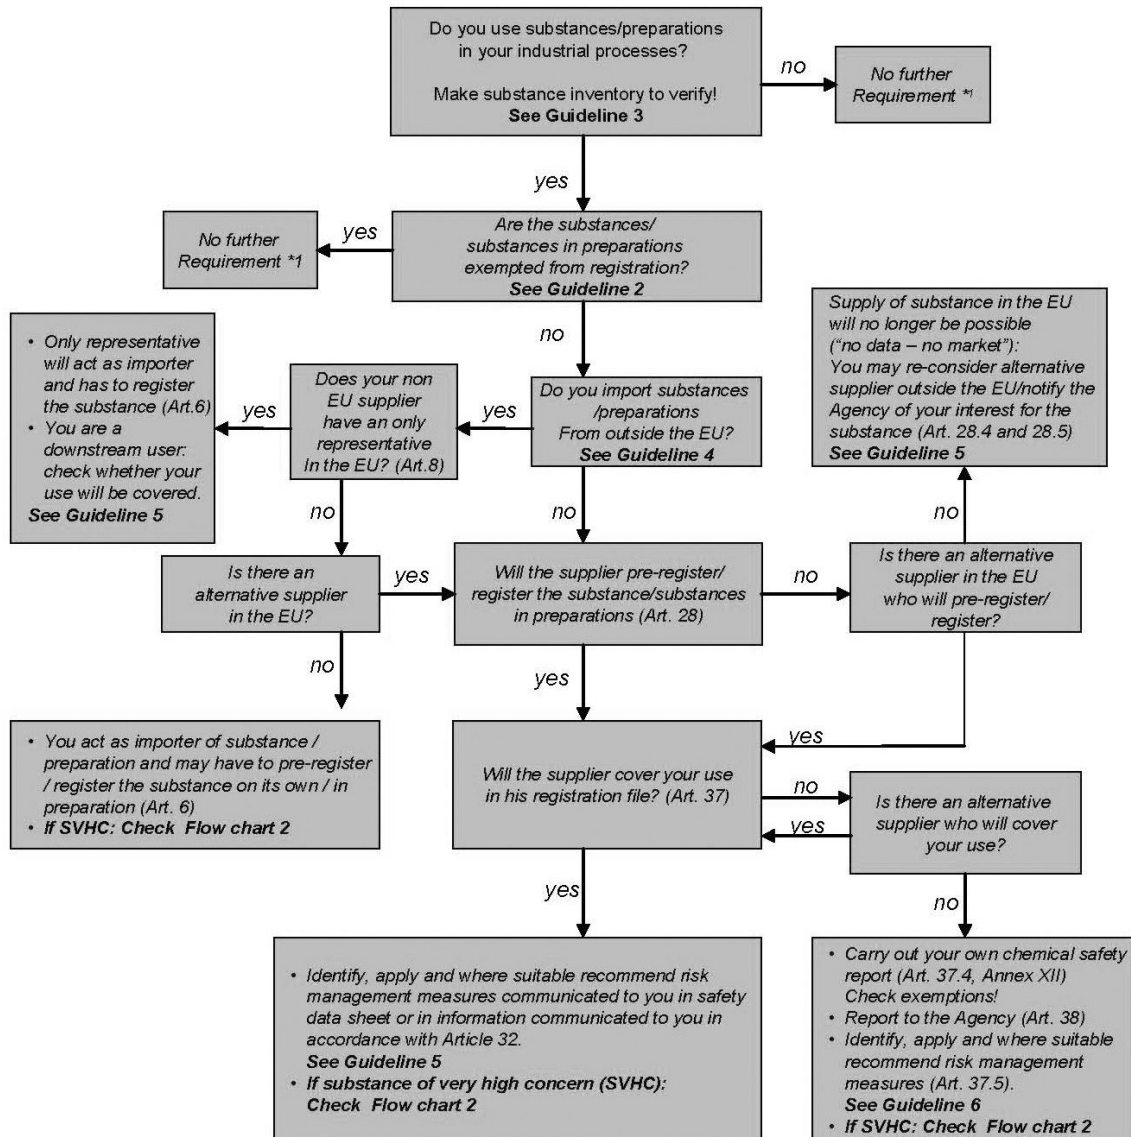 Do you use substances/preparations
in your industrial processes?
Make substance inventory to verify!
See Guideline 3
no
No further
Requirement *1
yes
Are the substances/
substances in preparations
exempted from registration?
See Guideline 2
yes
No further
Requirement *1
no
Do you import substances
/preparations
From outside the EU?
See Guideline 4
yes
Does your non
EU supplier
have an only
representative
In the EU? (Art.8)
yes
• Only representative
will act as importer
and has to register
the substance (Art.6)
• You are a
downstream user:
check whether your
use will be covered.
See Guideline 5
Supply of substance in the EU
will no longer be possible
(“no data – no market”):
You may re-consider alternative
supplier outside the EU/notify the
Agency of your interest for the
substance (Art. 28.4 and 28.5)
See Guideline 5
no
no
no
Is there an
alternative supplier
in the EU?
yes
Will the supplier pre-register/
register the substance/substances
in preparations (Art. 28)
no
Is there an alternative
supplier in the EU
who will pre-register/
register?
no
yes
yes
• You act as importer of substance /
preparation and may have to pre-register
/ register the substance on its own / in
preparation (Art. 6)
• If SVHC: Check Flow chart 2
Will the supplier cover your use
in his registration file? (Art. 37)
no
yes
Is there an alternative
supplier who will cover
your use?
yes
no
• Identify, apply and where suitable recommend risk
management measures communicated to you in safety
data sheet or in information communicated to you in
accordance with Article 32.
See Guideline 5
• If substance of very high concern (SVHC):
Check Flow chart 2
• Carry out your own chemical safety
report (Art. 37.4, Annex XII)
Check exemptions!
• Report to the Agency (Art. 38)
• Identify, apply and where suitable
recommend risk management
measures (Art. 37.5).
See Guideline 6
• If SVHC: Check Flow chart 2